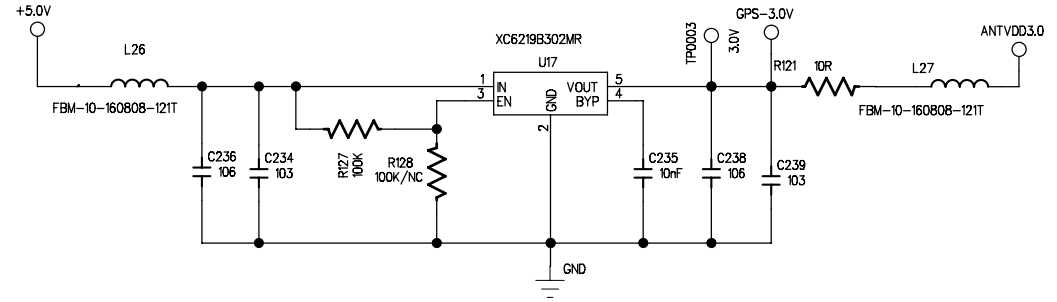 +5.0V
L26
FBM-10-160808-121T
C236
106
C234
103
R127
100K
R128
100K/NC
XC6219B302MR
U17
1
IN
3
EN
GND
2
VOUT
5
BYP
4
C235
10nF
TP0003
3.0V
C238
106
GPS-3.0V
C239
103
R121
10R
L27
FBM-10-160808-121T
ANTVDD3.0
GND